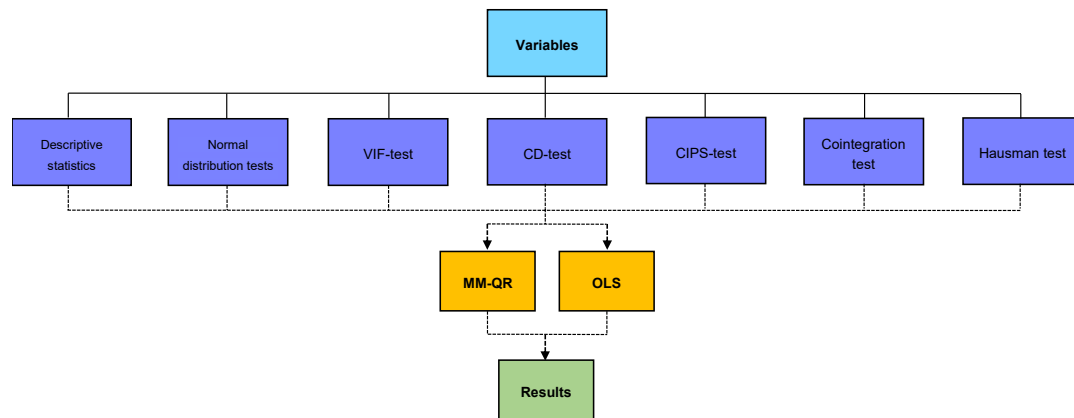 Variables
Descriptive
statistics
Normal
distribution tests
VIF-test
CD-test
CIPS-test
Cointegration
test
Hausman test
MM-QR
OLS
Results